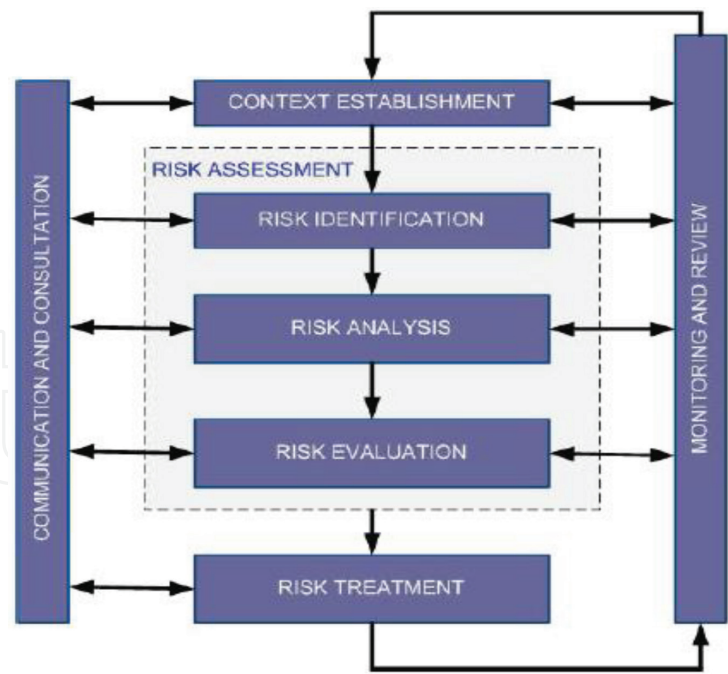 CONTEXT ESTABLISHMENT
RISK ASSESSMENT
RISK IDENTIFICATION
RISK ANALYSIS
RISK EVALUATION
RISK TREATMENT
COMMUNICATION AND CONSULTATION
MONITORING AND REVIEW